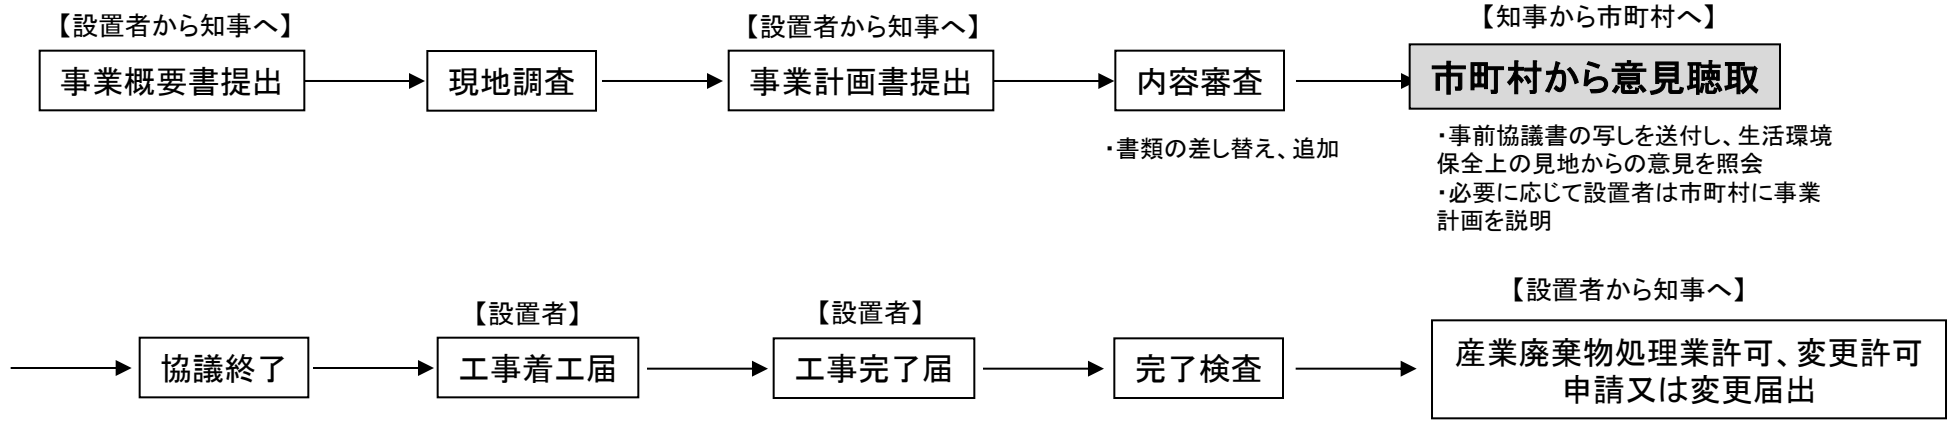 【設置者から知事へ】
事業概要書提出
現地調査
【設置者から知事へ】
事業計画書提出
内容審査
・書類の差し替え、追加
【知事から市町村へ】
市町村から意見聴取
・事前協議書の写しを送付し、生活環境
保全上の見地からの意見を照会
・必要に応じて設置者は市町村に事業
計画を説明
協議終了
【設置者】
工事着工届
【設置者】
工事完了届
完了検査
【設置者から知事へ】
産業廃棄物処理業許可、変更許可
申請又は変更届出